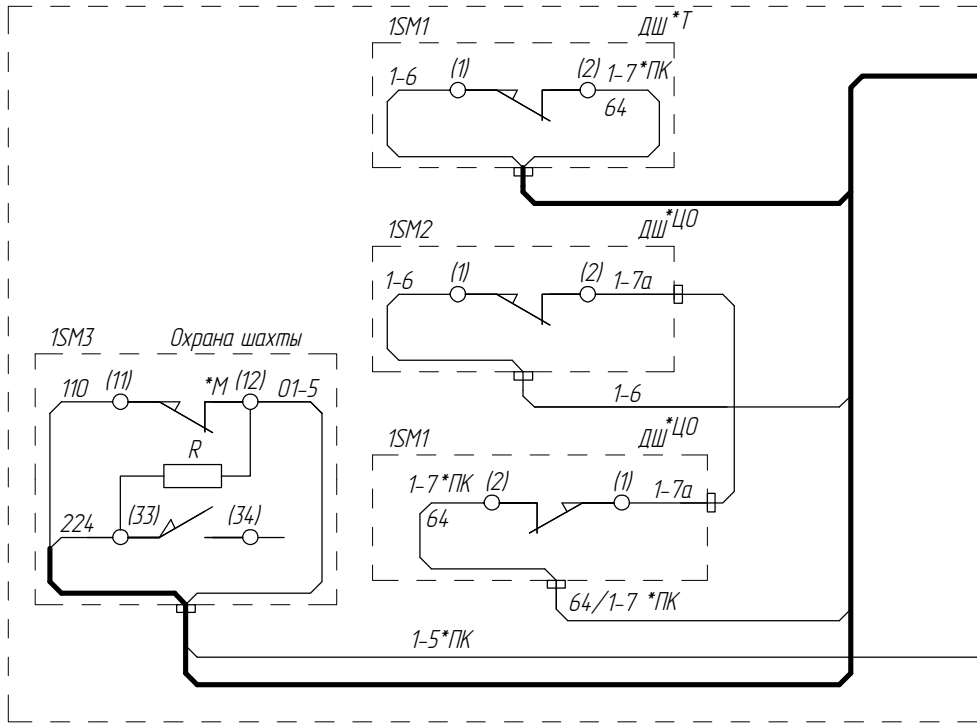 1SM1 ДШ*Т
1-6 (1) (2) 1-7*ПК
64
1SM2 ДШ*ЦО
1-6 (1) (2) 1-7а
1-6
1SM3 Охрана шахты
110 (11) *М (12) 01-5
R
224 (33) (34)
1SM1 ДШ*ЦО
1-7*ПК (2) (1) 1-7а
64
64/1-7 *ПК
1-5*ПК